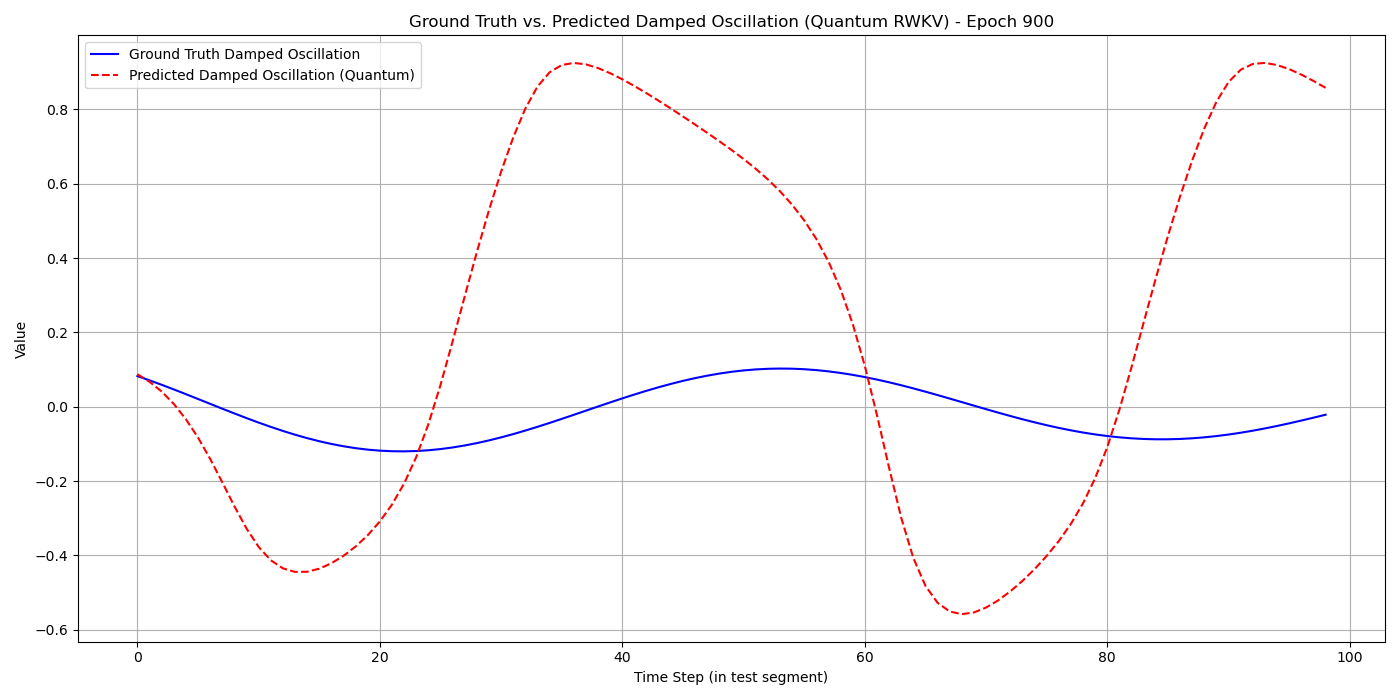 Ground Truth vs. Predicted Damped Oscillation (Quantum RWKV) - Epoch 900
Ground Truth Damped Oscillation
Predicted Damped Oscillation (Quantum)
Value
0.8
0.6
0.4
0.2
0.0
−0.2
−0.4
−0.6
0 20 40 60 80 100
Time Step (in test segment)